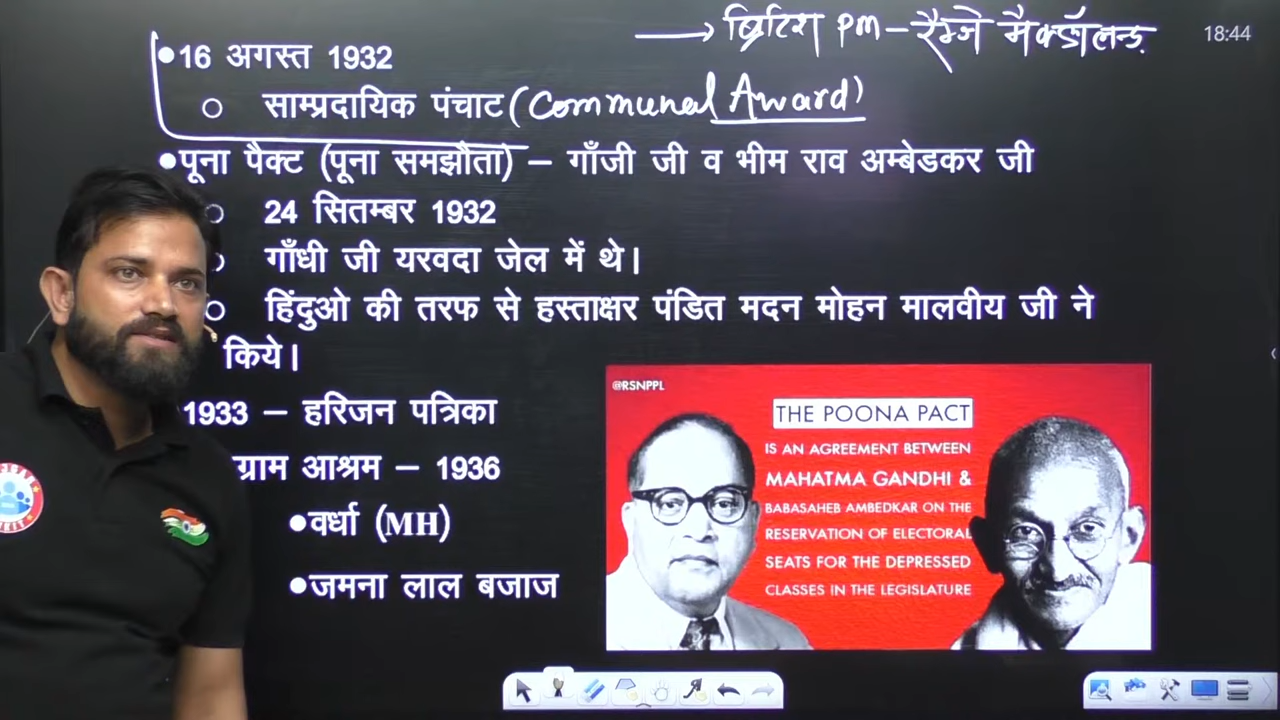 → ब्रिटिश PM – रैम्जे मैक्डॉलन्ड
18:44
•16 अगस्त 1932
○ साम्प्रदायिक पंचाट (Communal Award)
•पूना पैक्ट (पूना समझौता) – गाँजी जी व भीम राव अम्बेडकर जी
○ 24 सितम्बर 1932
○ गाँधी जी यरवदा जेल में थे।
○ हिंदुओ की तरफ से हस्ताक्षर पंडित मदन मोहन मालवीय जी ने
किये।
1933 – हरिजन पत्रिका
ग्राम आश्रम – 1936
•वर्धा (MH)
•जमना लाल बजाज
@RSNPPL
THE POONA PACT
IS AN AGREEMENT BETWEEN
MAHATMA GANDHI &
BABASAHEB AMBEDKAR ON THE
RESERVATION OF ELECTORAL
SEATS FOR THE DEPRESSED
CLASSES IN THE LEGISLATURE